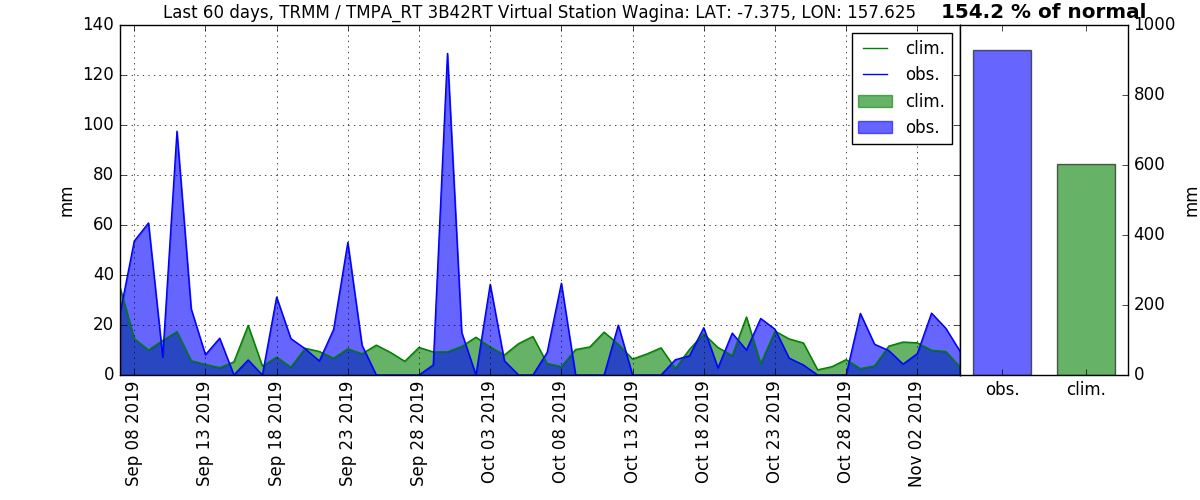 Last 60 days, TRMM / TMPA_RT 3B42RT Virtual Station Wagina: LAT: -7.375, LON: 157.625
154.2 % of normal
140
120
100
80
60
40
20
0
mm
clim.
obs.
clim.
obs.
Sep 08 2019
Sep 13 2019
Sep 18 2019
Sep 23 2019
Sep 28 2019
Oct 03 2019
Oct 08 2019
Oct 13 2019
Oct 18 2019
Oct 23 2019
Oct 28 2019
Nov 02 2019
1000
800
600
400
200
0
mm
obs.
clim.